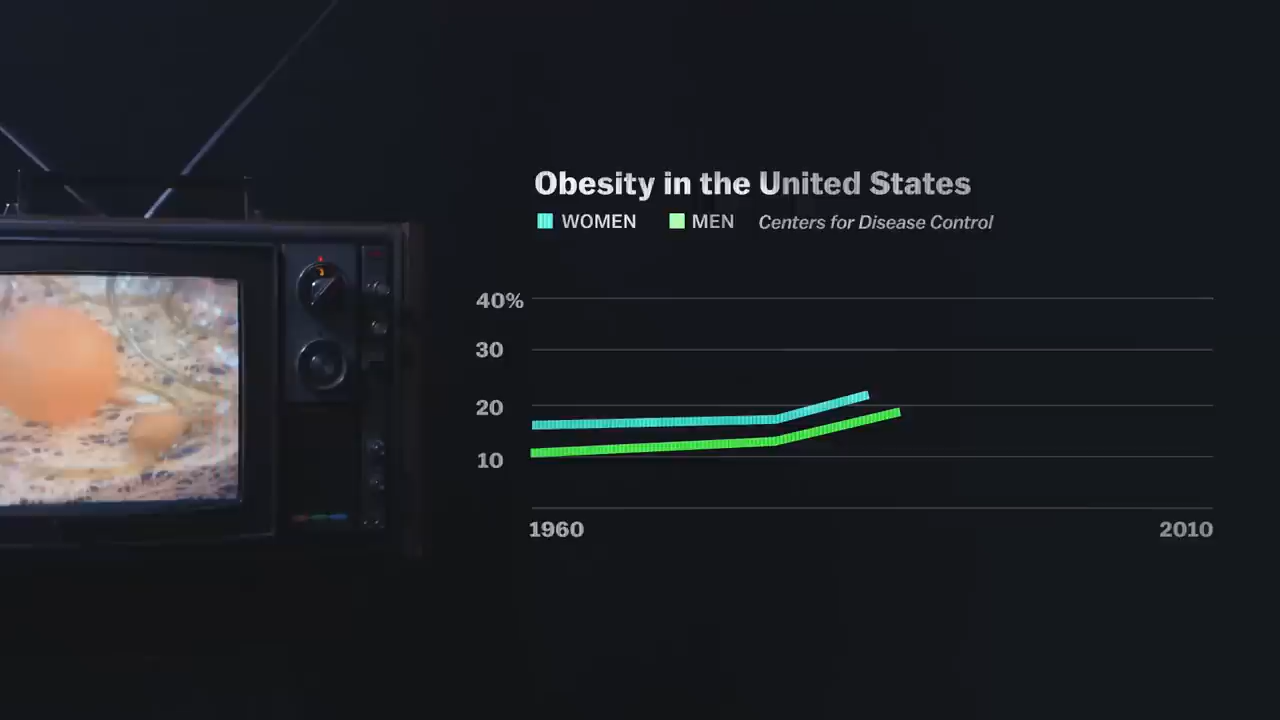 Obesity in the United States
WOMEN MEN Centers for Disease Control
40%
30
20
10
1960 2010